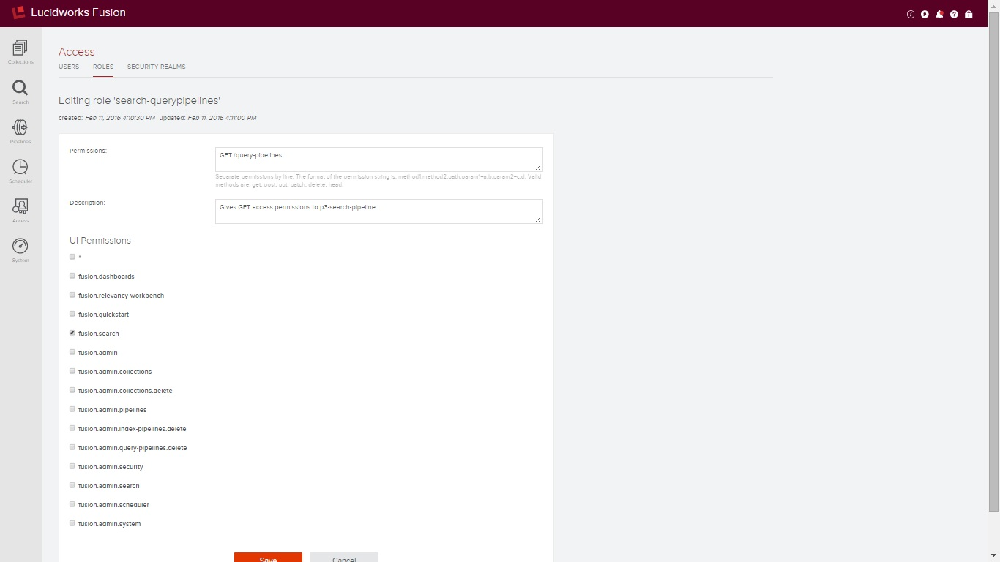 Lucidworks Fusion
Collections
Search
Pipelines
Scheduler
Access
System
Access
USERS ROLES SECURITY REALMS
Editing role 'search-querypipelines'
created: Feb 11, 2016 4:10:30 PM updated: Feb 11, 2016 4:11:00 PM
Permissions:
GET:/query-pipelines
Separate permissions by line. The format of the permission string is: method1,method2:path:param1=a,b;param2=c,d. Valid
methods are: get, post, put, patch, delete, head.
Description:
Gives GET access permissions to p3-search-pipeline
UI Permissions
*
fusion.dashboards
fusion.relevancy-workbench
fusion.quickstart
fusion.search
fusion.admin
fusion.admin.collections
fusion.admin.collections.delete
fusion.admin.pipelines
fusion.admin.index-pipelines.delete
fusion.admin.query-pipelines.delete
fusion.admin.security
fusion.admin.search
fusion.admin.scheduler
fusion.admin.system
Save Cancel